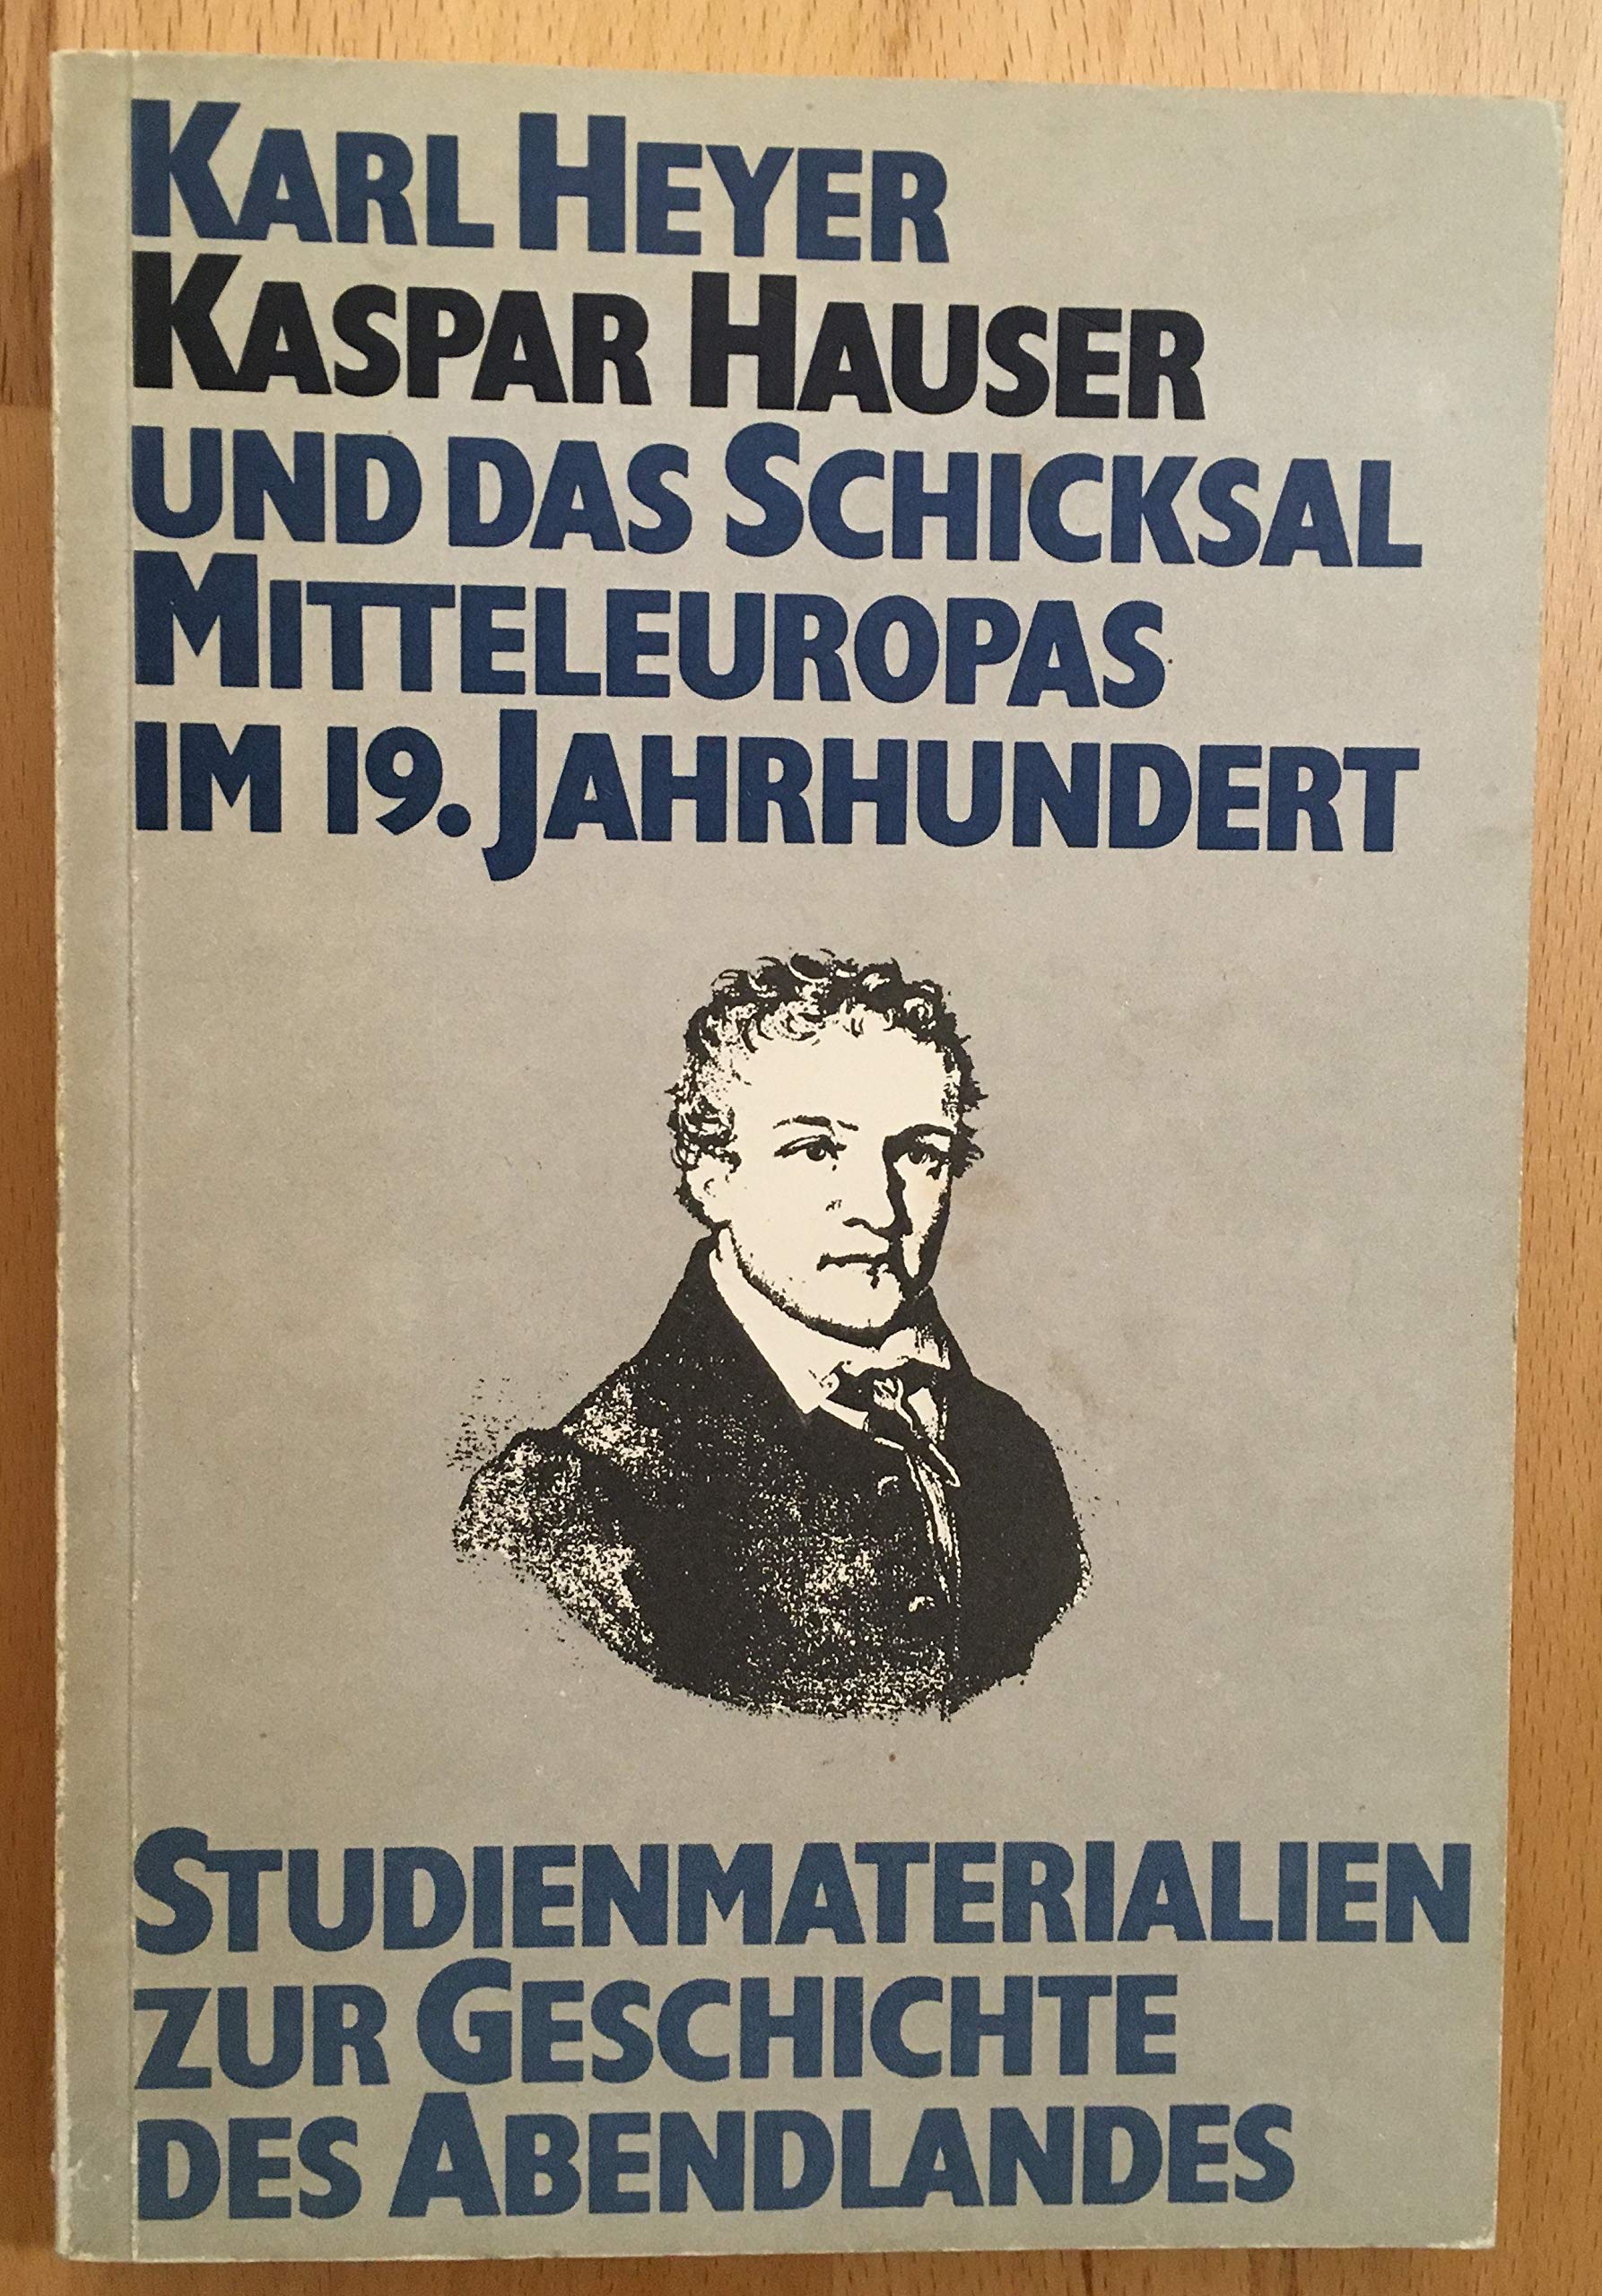 KARL HEYER
KASPAR HAUSER
UND DAS SCHICKSAL
MITTELEUROPAS
IM 19. JAHRHUNDERT
STUDIENMATERIALIEN
ZUR GESCHICHTE
DES ABENDLANDES